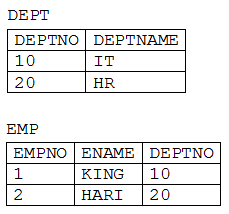 DEPT
DEPTNO DEPTNAME
10 IT
20 HR
EMP
EMPNO ENAME DEPTNO
1 KING 10
2 HARI 20